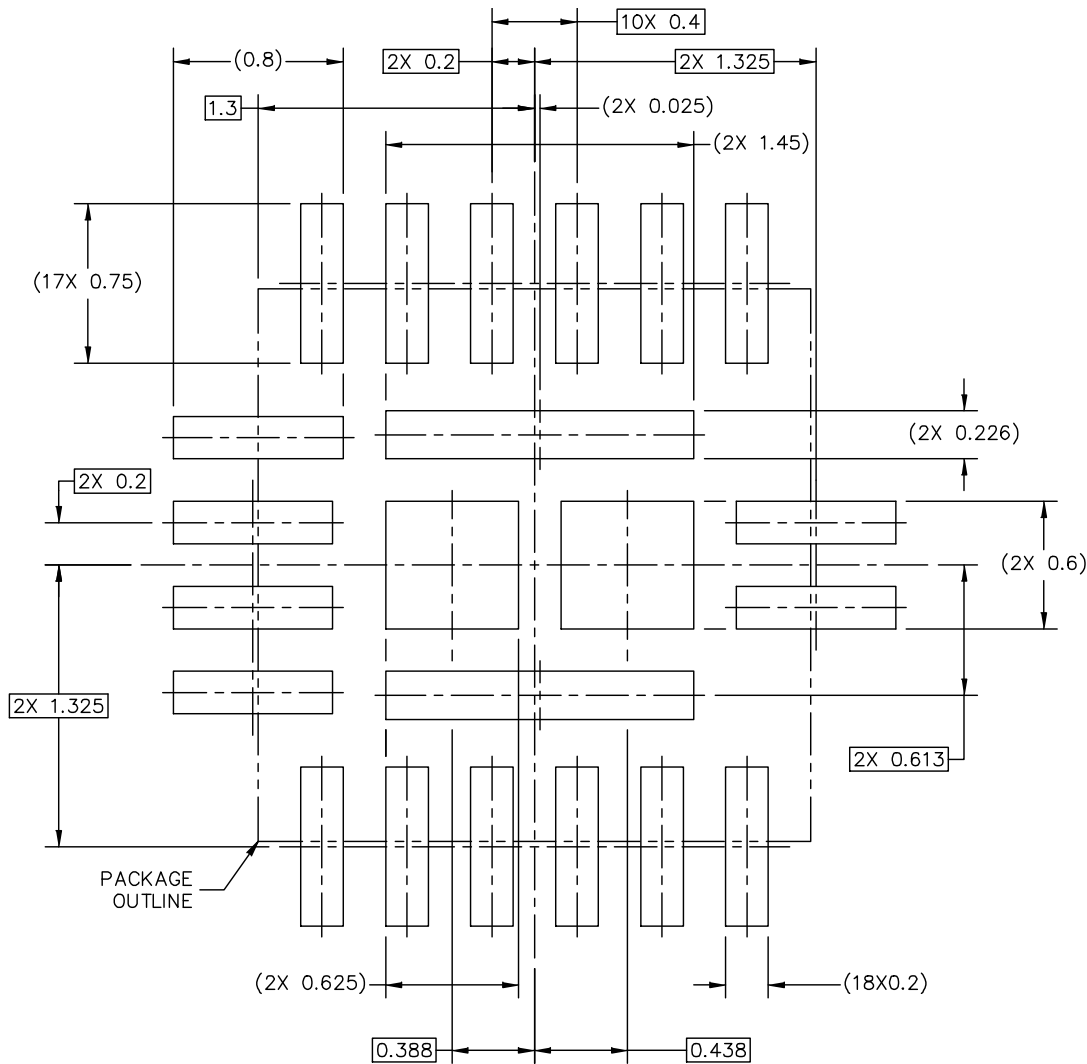 10X 0.4
(0.8)
2X 0.2
2X 1.325
1.3
(2X 0.025)
(2X 1.45)
(17X 0.75)
(2X 0.226)
2X 0.2
(2X 0.6)
2X 1.325
2X 0.613
PACKAGE
OUTLINE
(2X 0.625)
(18X0.2)
0.388
0.438